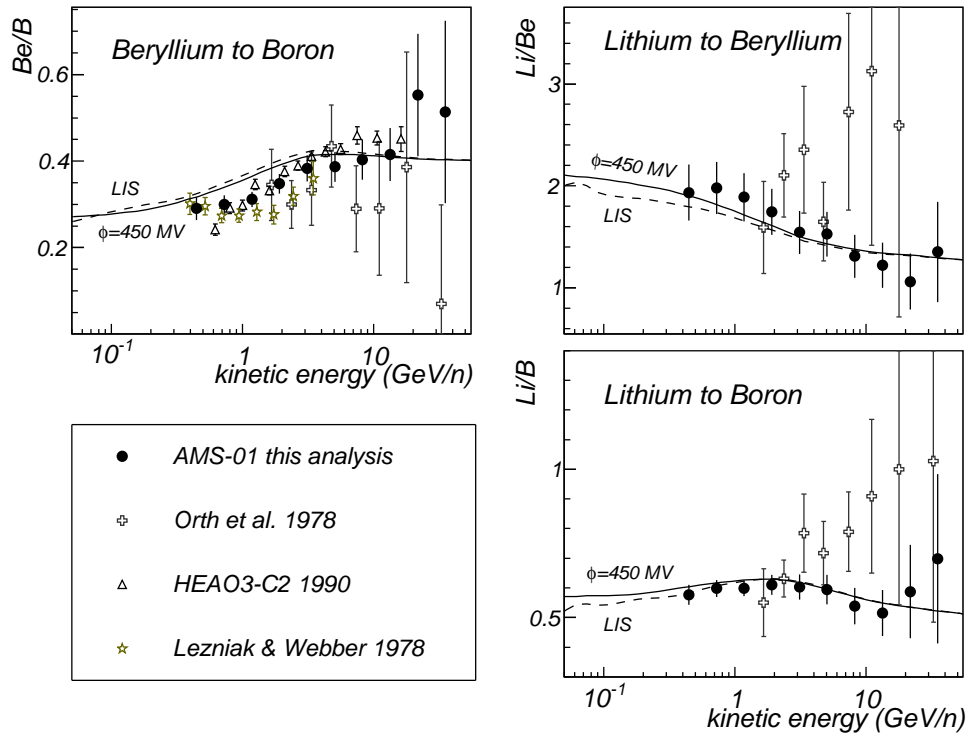 Be/B
Beryllium to Boron
0.6
0.4
0.2
LIS
ϕ=450 MV
10⁻¹
1
10
kinetic energy (GeV/n)
Li/Be
Lithium to Beryllium
3
2
1
ϕ=450 MV
LIS
Li/B
Lithium to Boron
1
0.5
ϕ=450 MV
LIS
10⁻¹
1
10
kinetic energy (GeV/n)
AMS-01 this analysis
Orth et al. 1978
HEAO3-C2 1990
Lezniak & Webber 1978